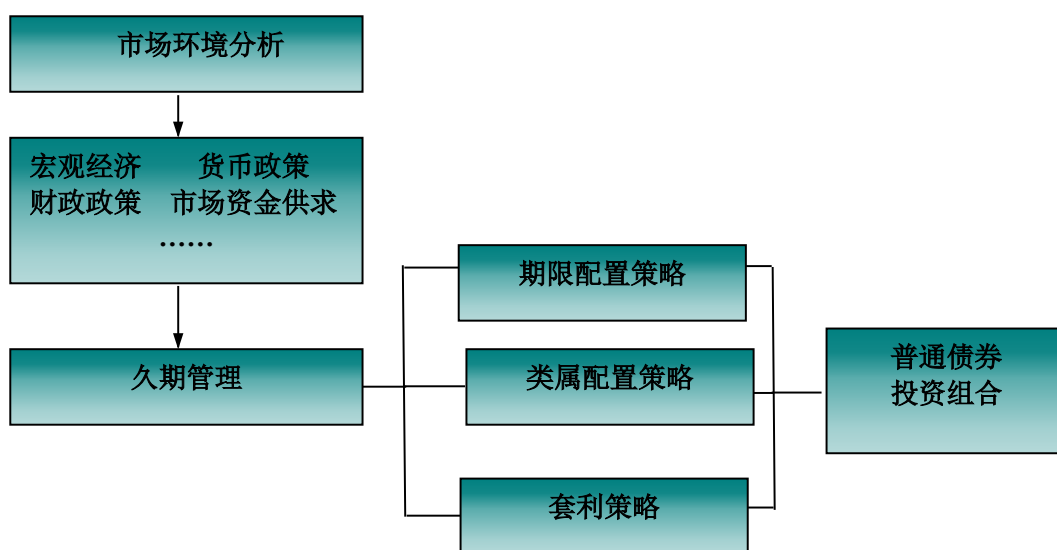 市场环境分析
宏观经济 货币政策
财政政策 市场资金供求
……
久期管理
期限配置策略
类属配置策略
套利策略
普通债券
投资组合